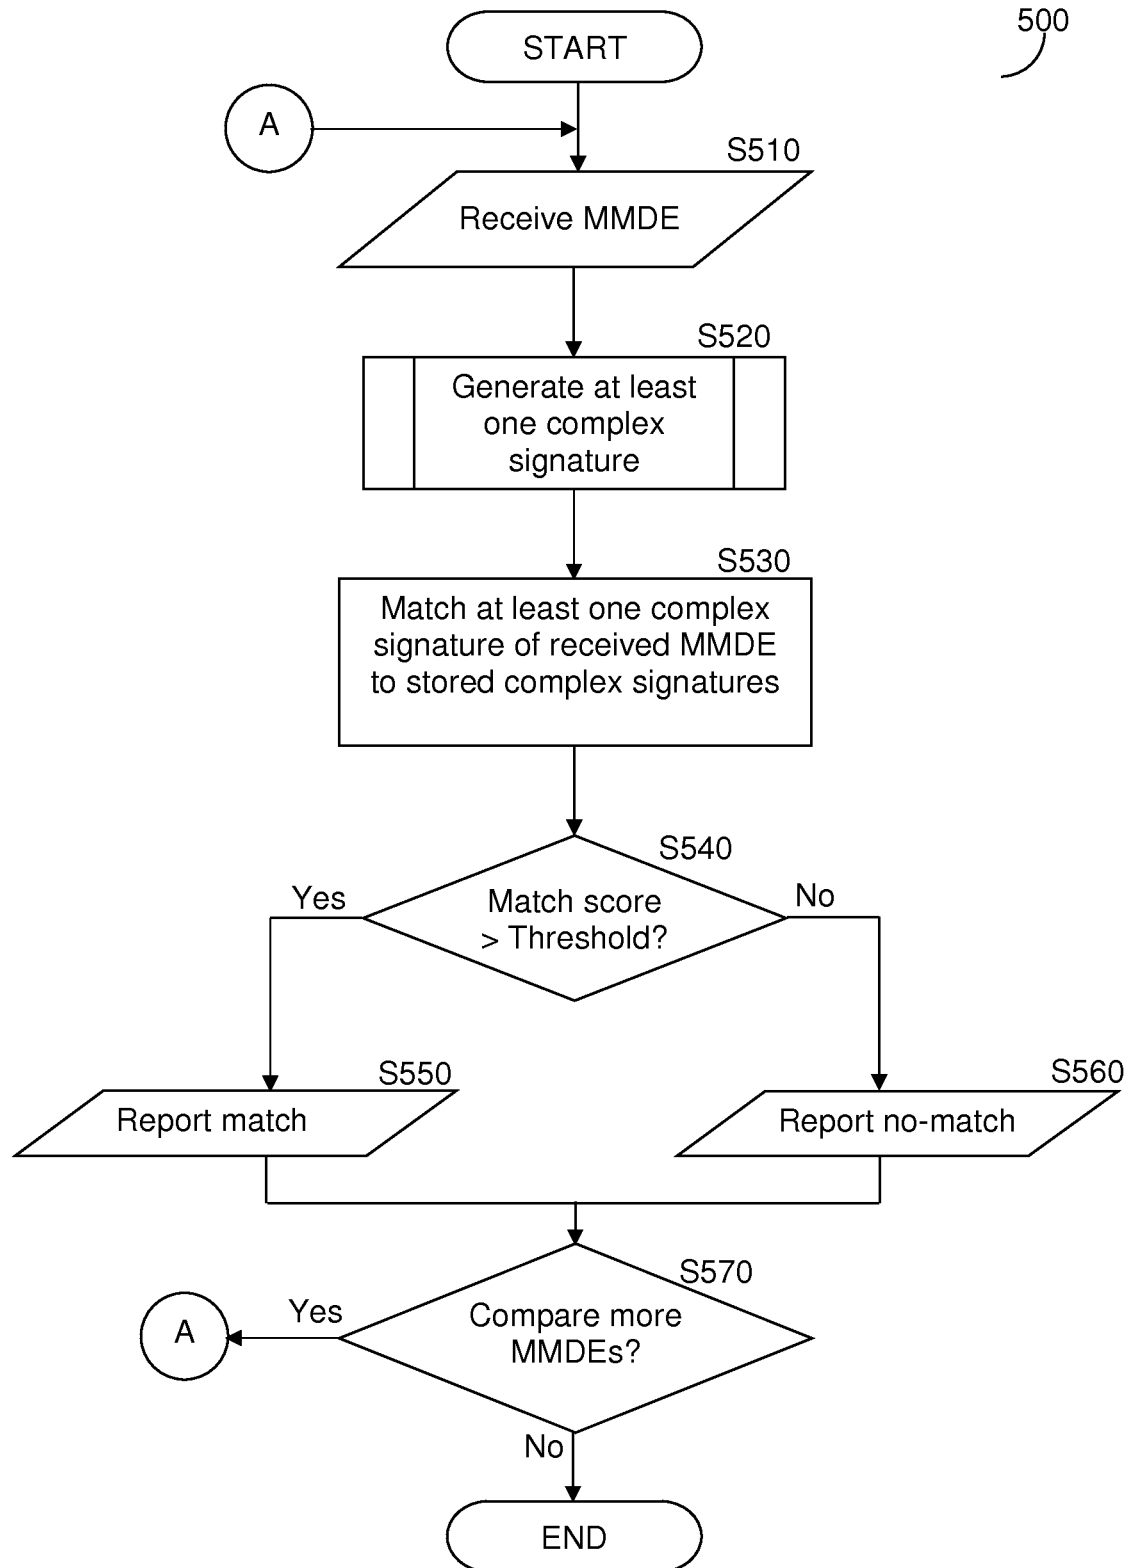 500
START
A
S510
Receive MMDE
S520
Generate at least
one complex
signature
S530
Match at least one complex
signature of received MMDE
to stored complex signatures
S540
Yes
No
Match score
> Threshold?
S550
S560
Report match
Report no-match
S570
Yes
A
Compare more
MMDEs?
No
END